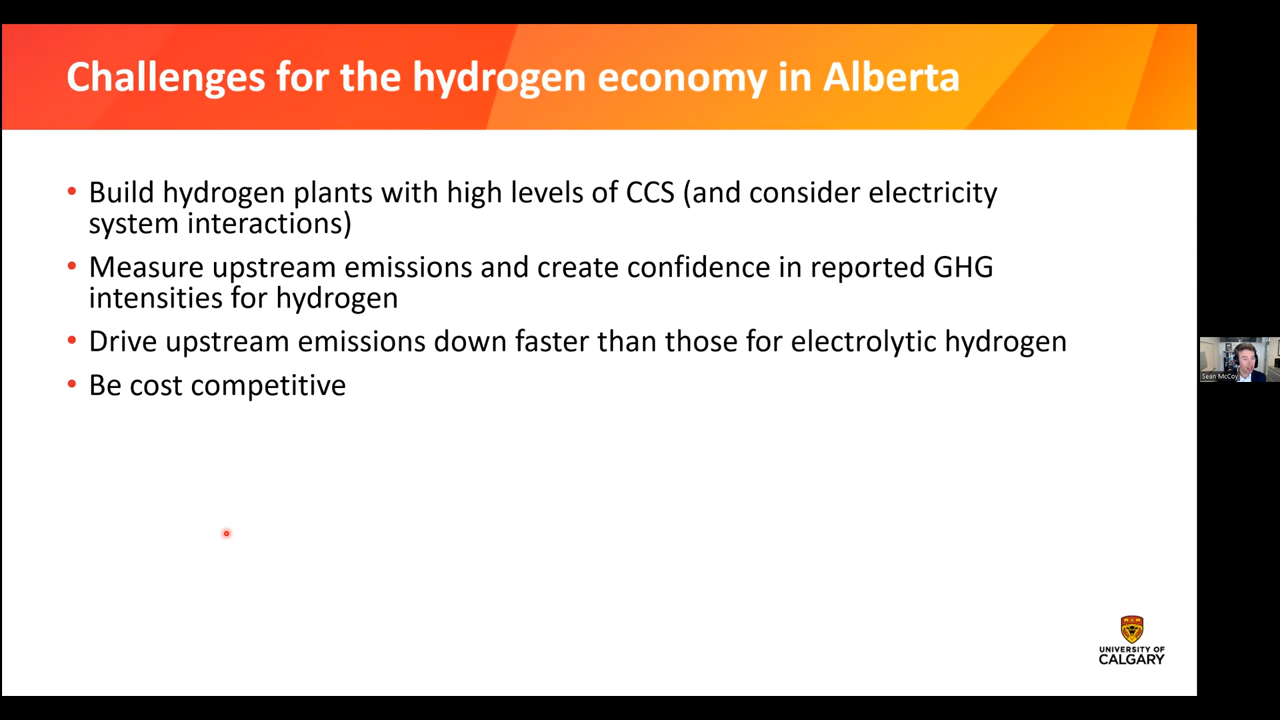 Challenges for the hydrogen economy in Alberta
• Build hydrogen plants with high levels of CCS (and consider electricity
system interactions)
• Measure upstream emissions and create confidence in reported GHG
intensities for hydrogen
• Drive upstream emissions down faster than those for electrolytic hydrogen
• Be cost competitive
Sean McCoy
UNIVERSITY OF
CALGARY